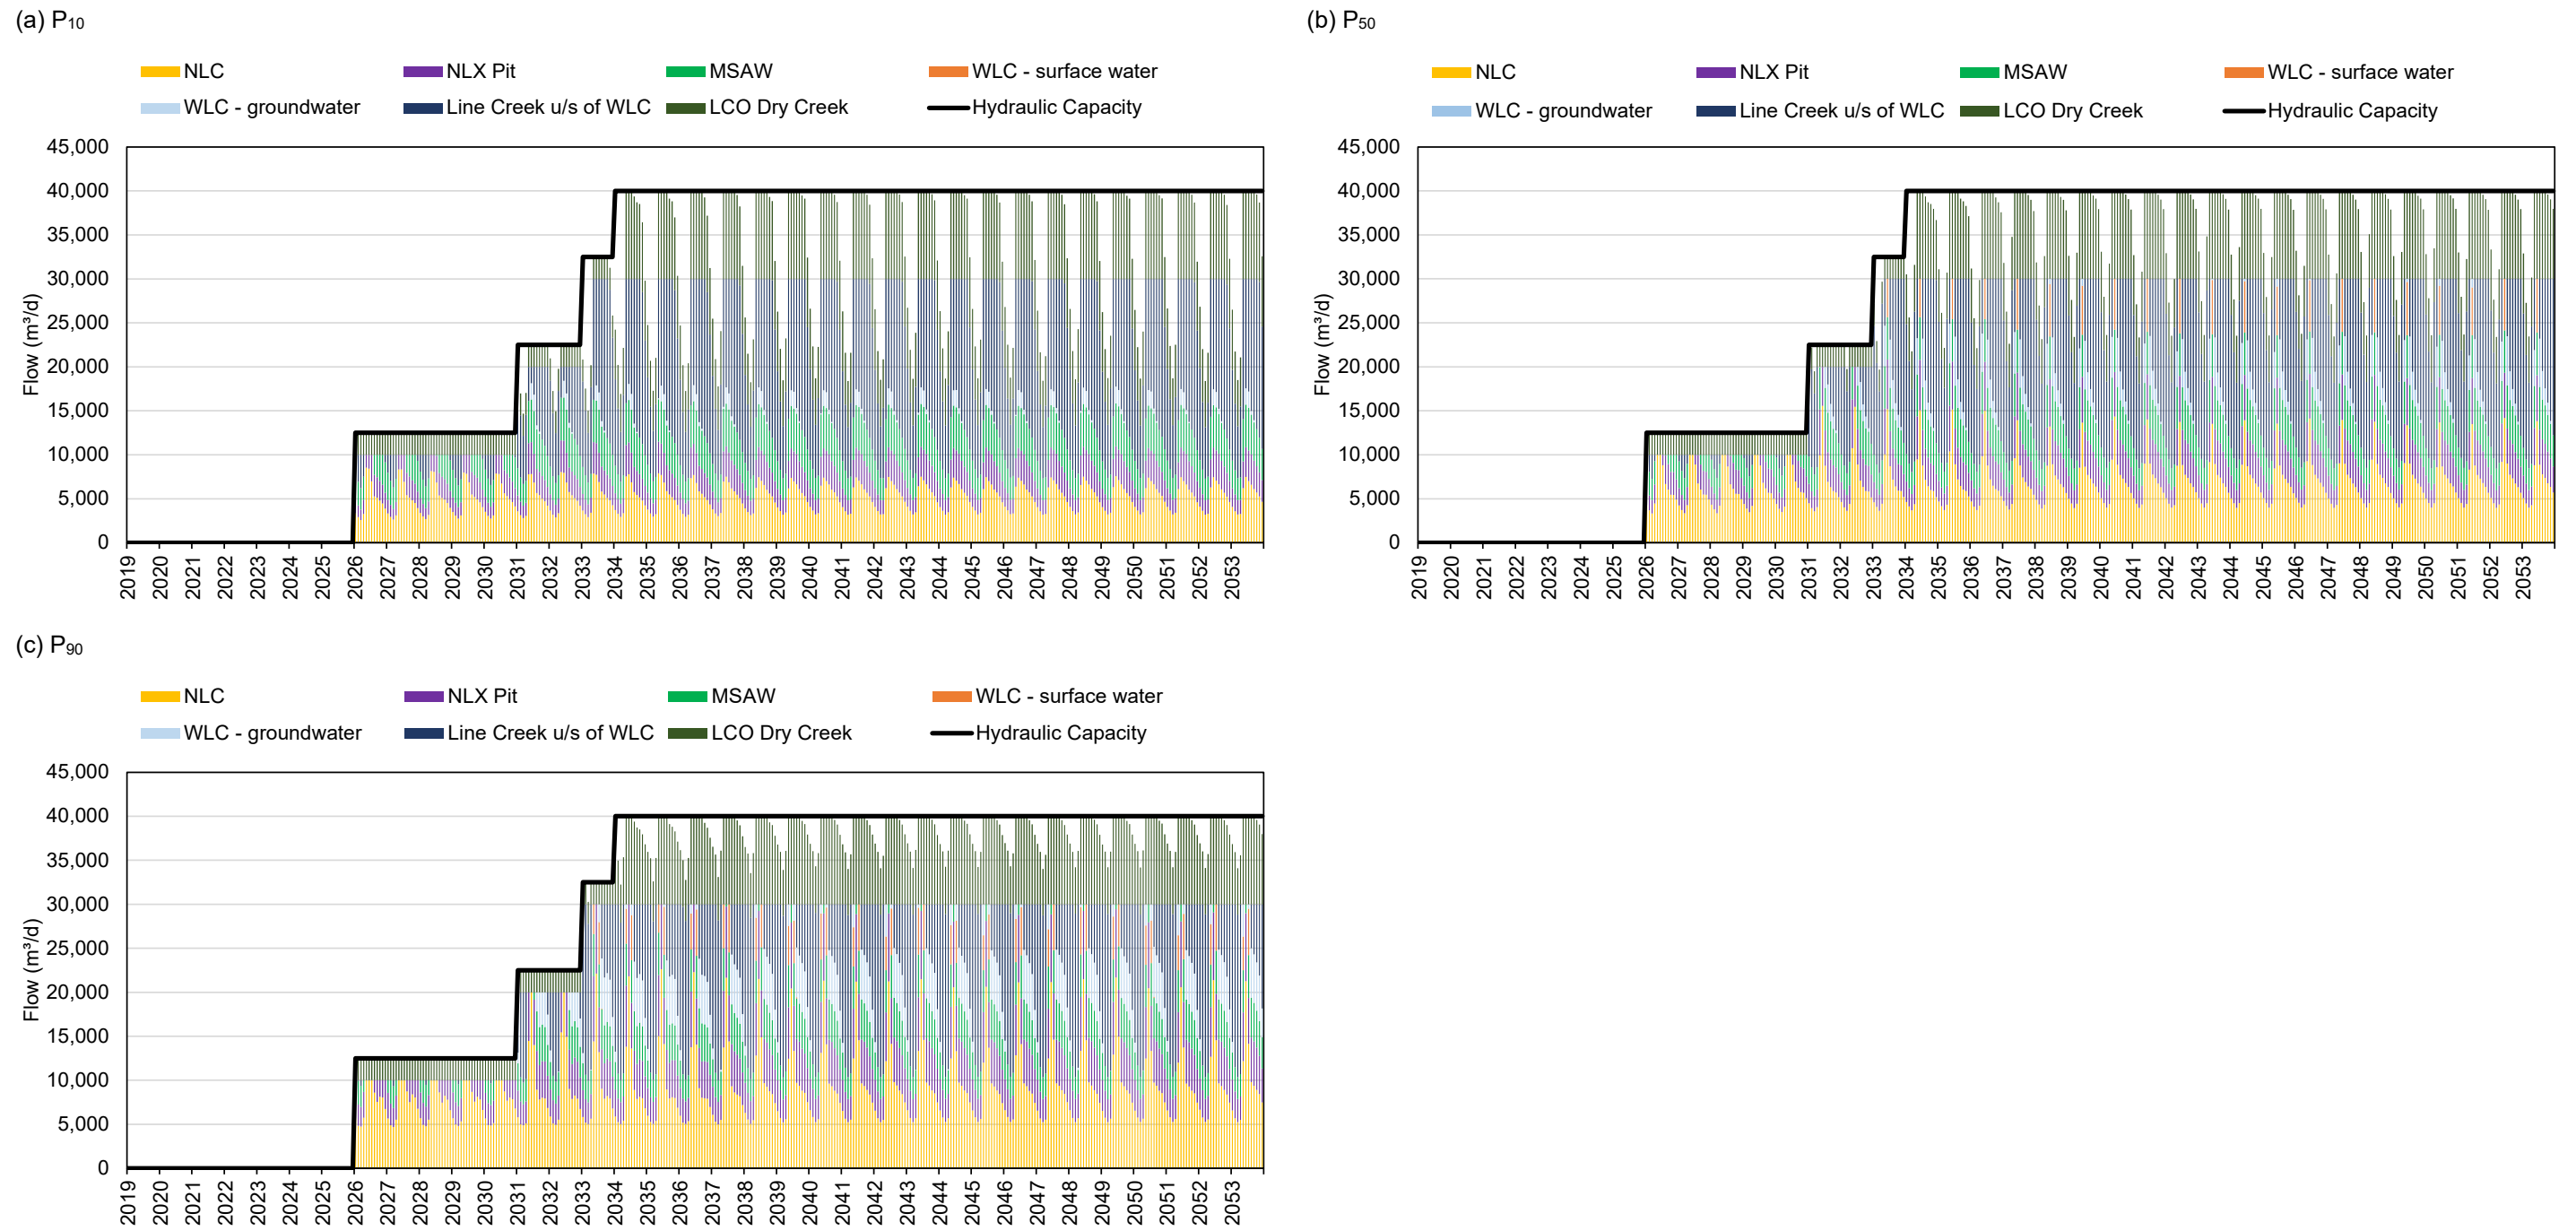 (a) P10
NLC NLX Pit MSAW WLC - surface water
WLC - groundwater Line Creek u/s of WLC LCO Dry Creek Hydraulic Capacity
45,000
40,000
35,000
30,000
25,000
20,000
15,000
10,000
5,000
0
Flow (m³/d)
2019 2020 2021 2022 2023 2024 2025 2026 2027 2028 2029 2030 2031 2032 2033 2034 2035 2036 2037 2038 2039 2040 2041 2042 2043 2044 2045 2046 2047 2048 2049 2050 2051 2052 2053
(b) P50
NLC NLX Pit MSAW WLC - surface water
WLC - groundwater Line Creek u/s of WLC LCO Dry Creek Hydraulic Capacity
45,000
40,000
35,000
30,000
25,000
20,000
15,000
10,000
5,000
0
Flow (m³/d)
2019 2020 2021 2022 2023 2024 2025 2026 2027 2028 2029 2030 2031 2032 2033 2034 2035 2036 2037 2038 2039 2040 2041 2042 2043 2044 2045 2046 2047 2048 2049 2050 2051 2052 2053
(c) P90
NLC NLX Pit MSAW WLC - surface water
WLC - groundwater Line Creek u/s of WLC LCO Dry Creek Hydraulic Capacity
45,000
40,000
35,000
30,000
25,000
20,000
15,000
10,000
5,000
0
Flow (m³/d)
2019 2020 2021 2022 2023 2024 2025 2026 2027 2028 2029 2030 2031 2032 2033 2034 2035 2036 2037 2038 2039 2040 2041 2042 2043 2044 2045 2046 2047 2048 2049 2050 2051 2052 2053